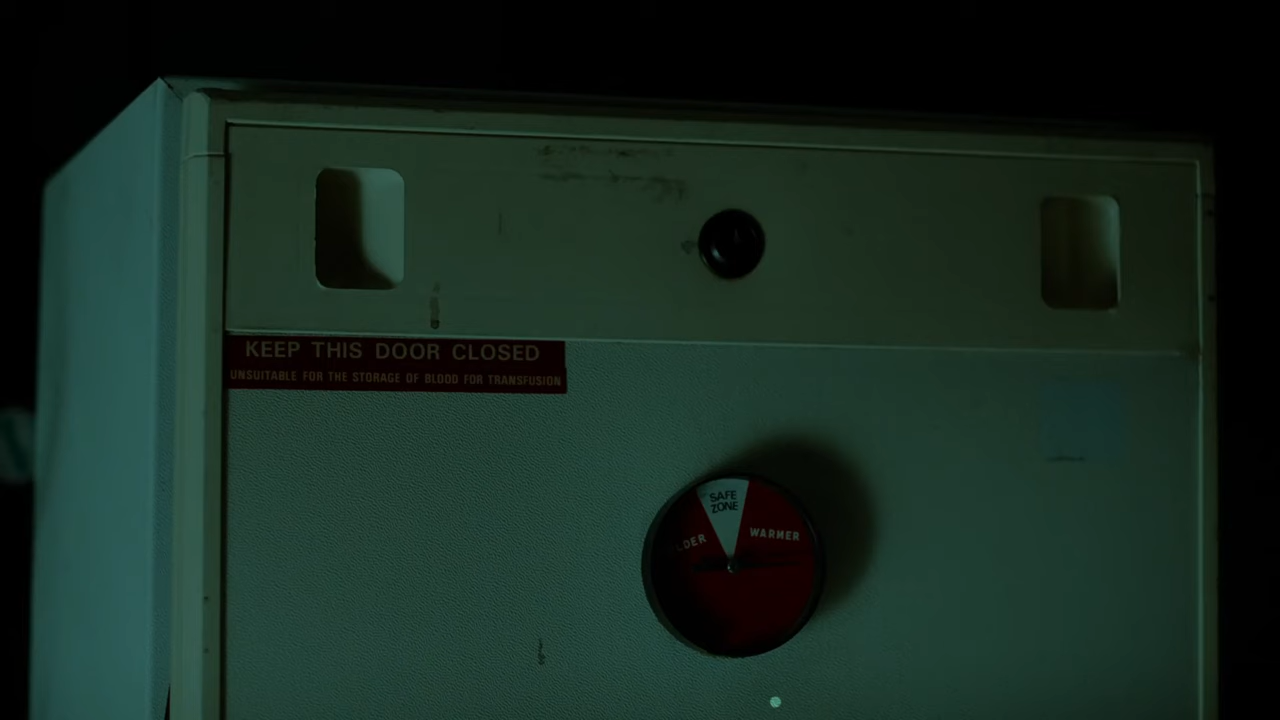 KEEP THIS DOOR CLOSED
UNSUITABLE FOR THE STORAGE OF BLOOD FOR TRANSFUSION
SAFE
ZONE
WARMER